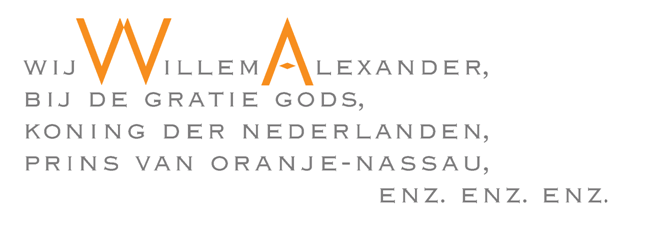 WIJ WILLEM ALEXANDER,
BIJ DE GRATIE GODS,
KONING DER NEDERLANDEN,
PRINS VAN ORANJE-NASSAU,
ENZ. ENZ. ENZ.